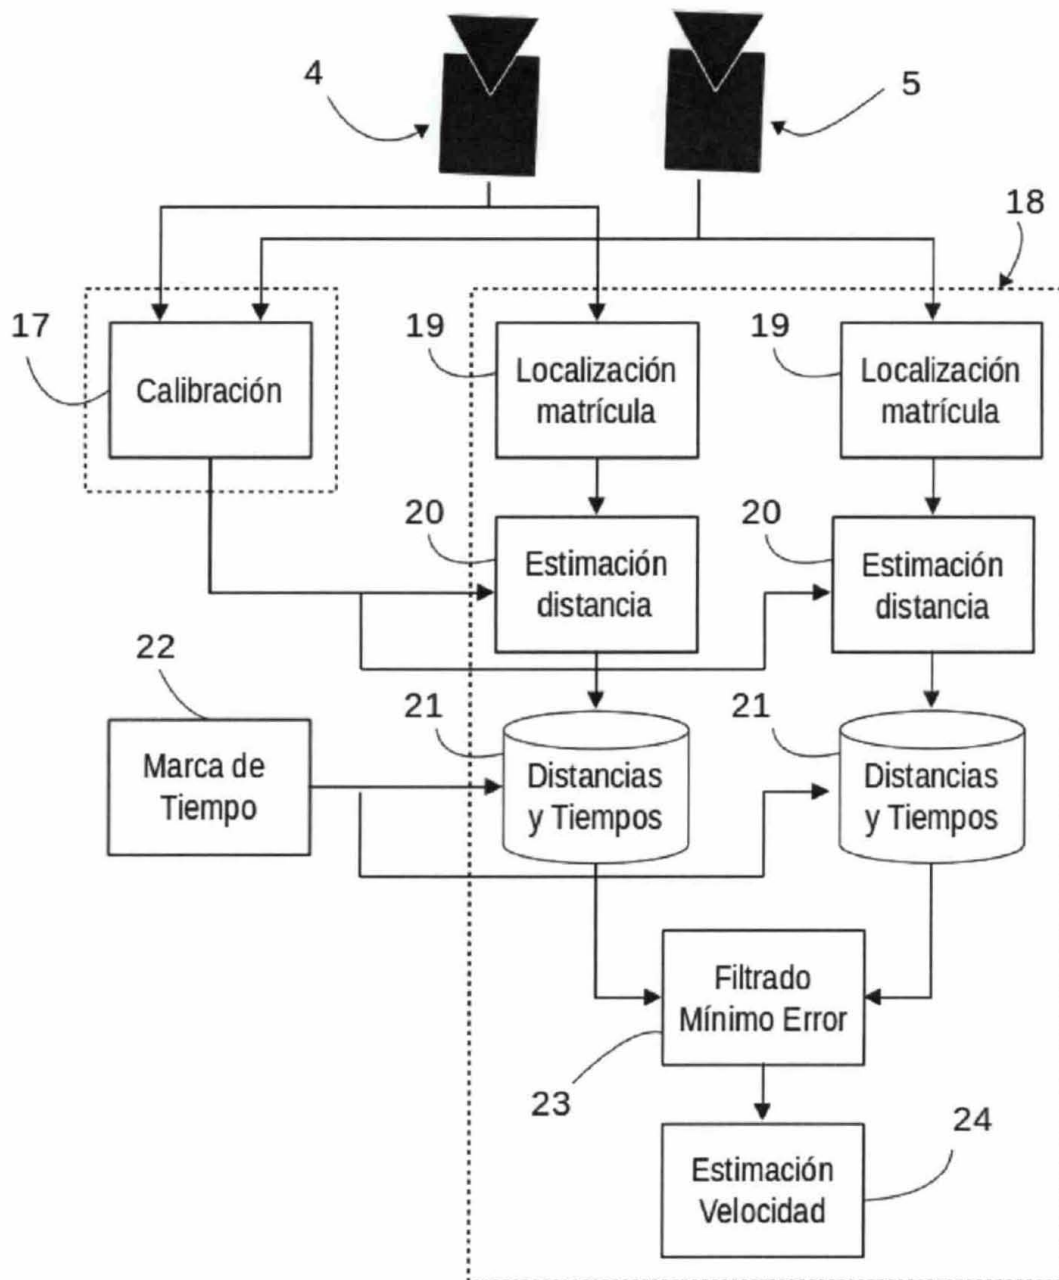 4
5
18
17
Calibración
19
Localización
matrícula
19
Localización
matrícula
20
Estimación
distancia
20
Estimación
distancia
22
Marca de
Tiempo
21
Distancias
y Tiempos
21
Distancias
y Tiempos
Filtrado
Mínimo Error
23
24
Estimación
Velocidad